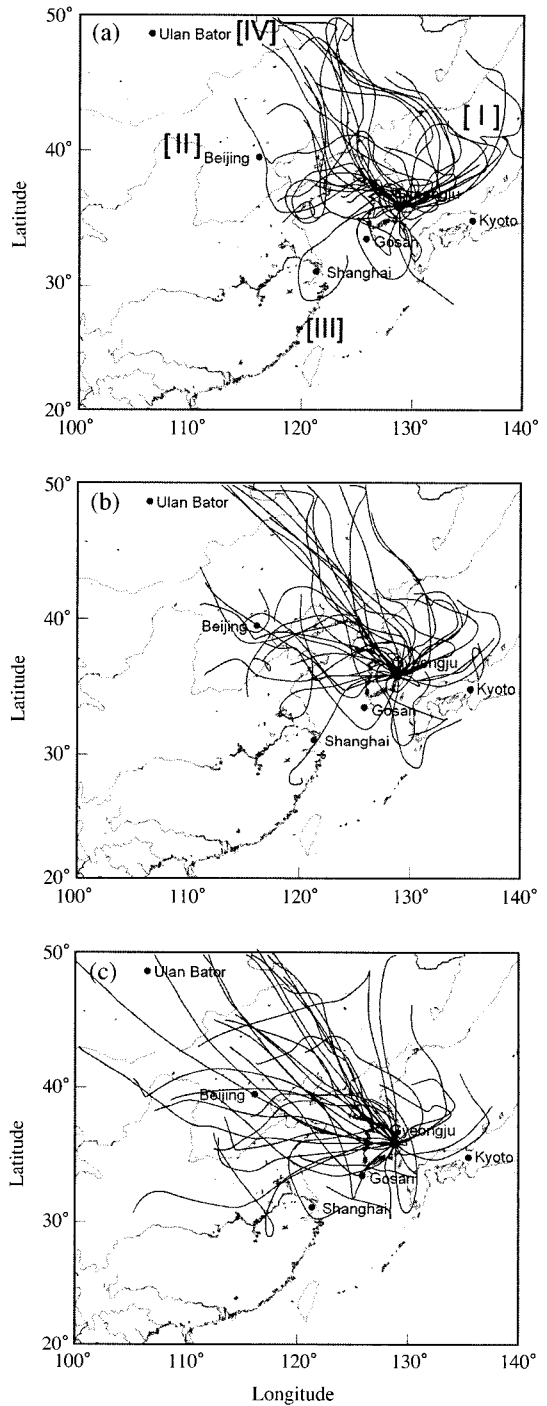 (a)
Ulan Bator [IV]
50°
[I]
[II] Beijing
40°
Gyeongju
Latitude
Kyoto
Gosan
Shanghai
30°
[III]
20°
100° 110° 120° 130° 140°
50°
(b)
Ulan Bator
40°
Beijing
Gyeongju
Latitude
Kyoto
Gosan
Shanghai
30°
20°
100° 110° 120° 130° 140°
50°
(c)
Ulan Bator
40°
Beijing
Gyeongju
Latitude
Kyoto
Gosan
Shanghai
30°
20°
100° 110° 120° 130° 140°
Longitude